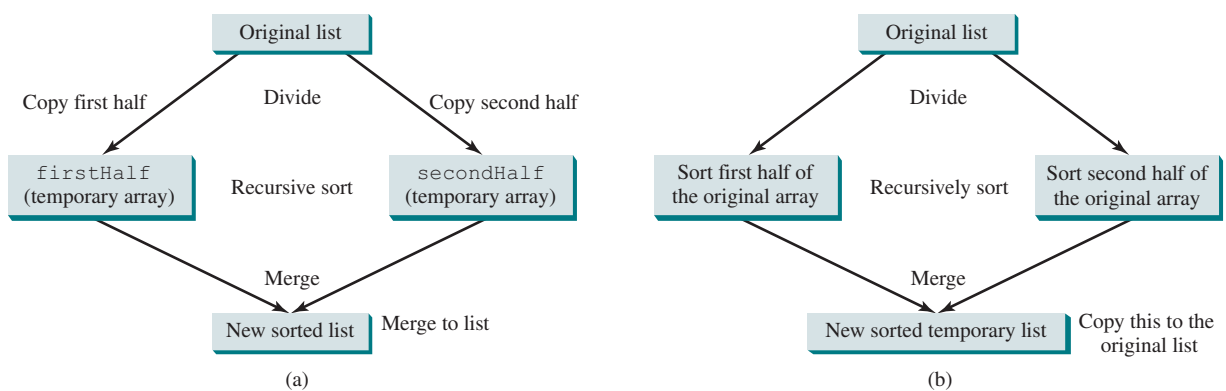 Original list
Copy first half
Divide
Copy second half
firstHalf
(temporary array)
Recursive sort
secondHalf
(temporary array)
Merge
New sorted list
Merge to list
(a)
Original list
Divide
Sort first half of
the original array
Recursively sort
Sort second half of
the original array
Merge
New sorted temporary list
Copy this to the
original list
(b)